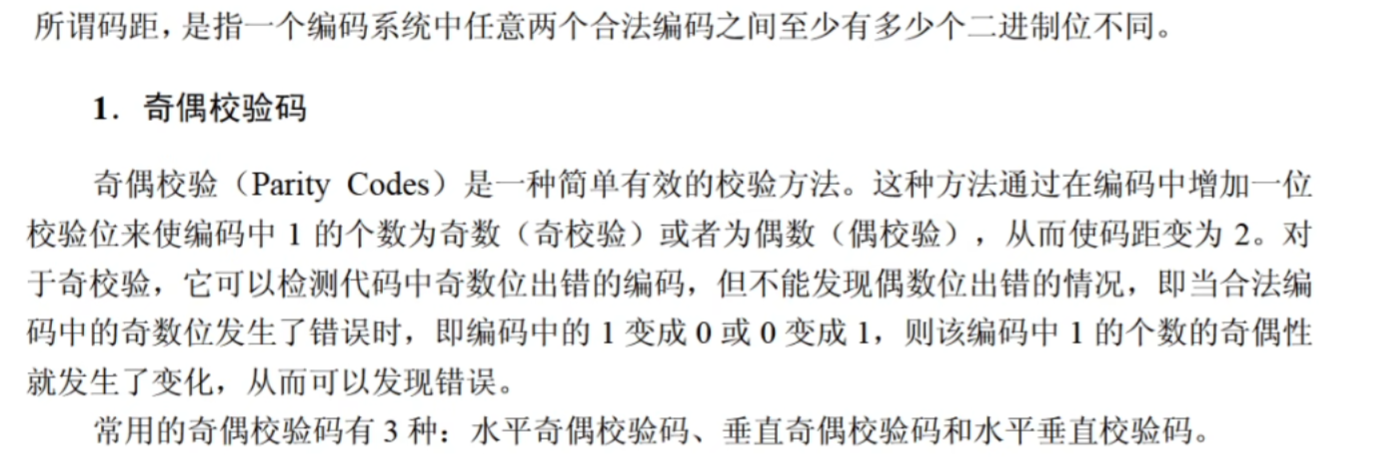 所谓码距，是指一个编码系统中任意两个合法编码之间至少有多少个二进制位不同。
1．奇偶校验码
奇偶校验（Parity Codes）是一种简单有效的校验方法。这种方法通过在编码中增加一位
校验位来使编码中 1 的个数为奇数（奇校验）或者为偶数（偶校验），从而使码距变为 2。对
于奇校验，它可以检测代码中奇数位出错的编码，但不能发现偶数位出错的情况，即当合法编
码中的奇数位发生了错误时，即编码中的 1 变成 0 或 0 变成 1，则该编码中 1 的个数的奇偶性
就发生了变化，从而可以发现错误。
常用的奇偶校验码有 3 种：水平奇偶校验码、垂直奇偶校验码和水平垂直校验码。